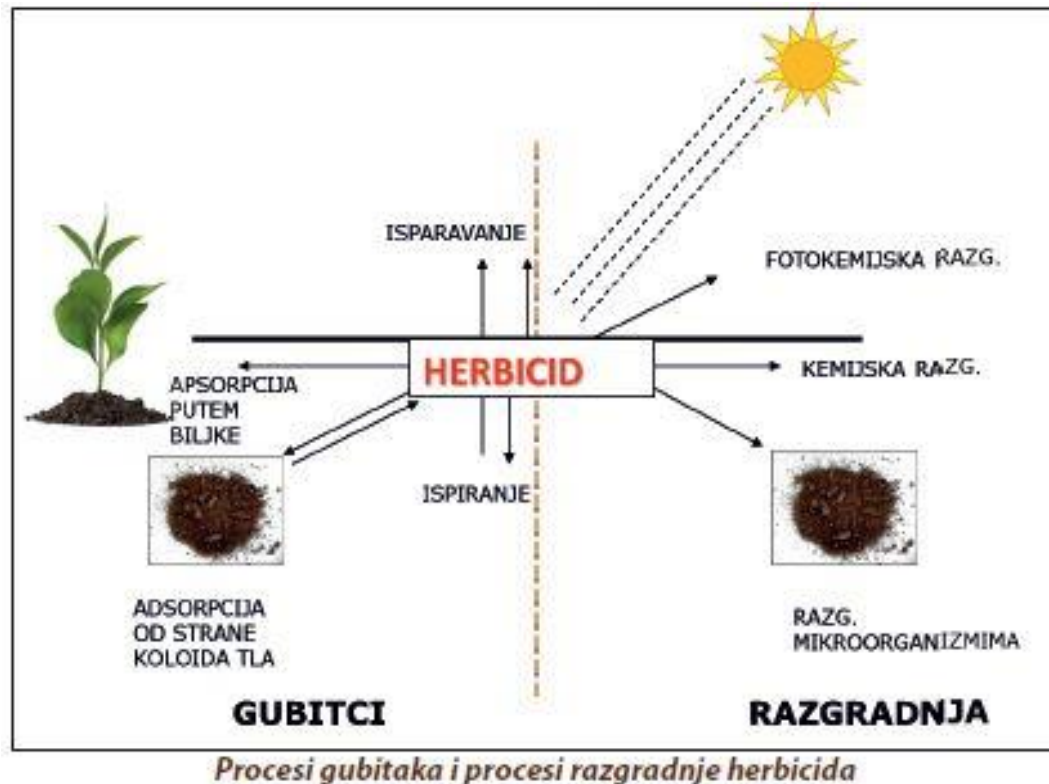 ISPARAVANJE
FOTOKEMIJSKA RAZG.
HERBICID
KEMIJSKA RAZG.
APSORPCIJA
PUTEM
BILJKE
ISPIRANJE
ADSORPCIJA
OD STRANE
KOLOIDA TLA
RAZG.
MIKROORGANIZMIMA
GUBITCI
RAZGRADNJA
Procesi gubitaka i procesi razgradnje herbicida